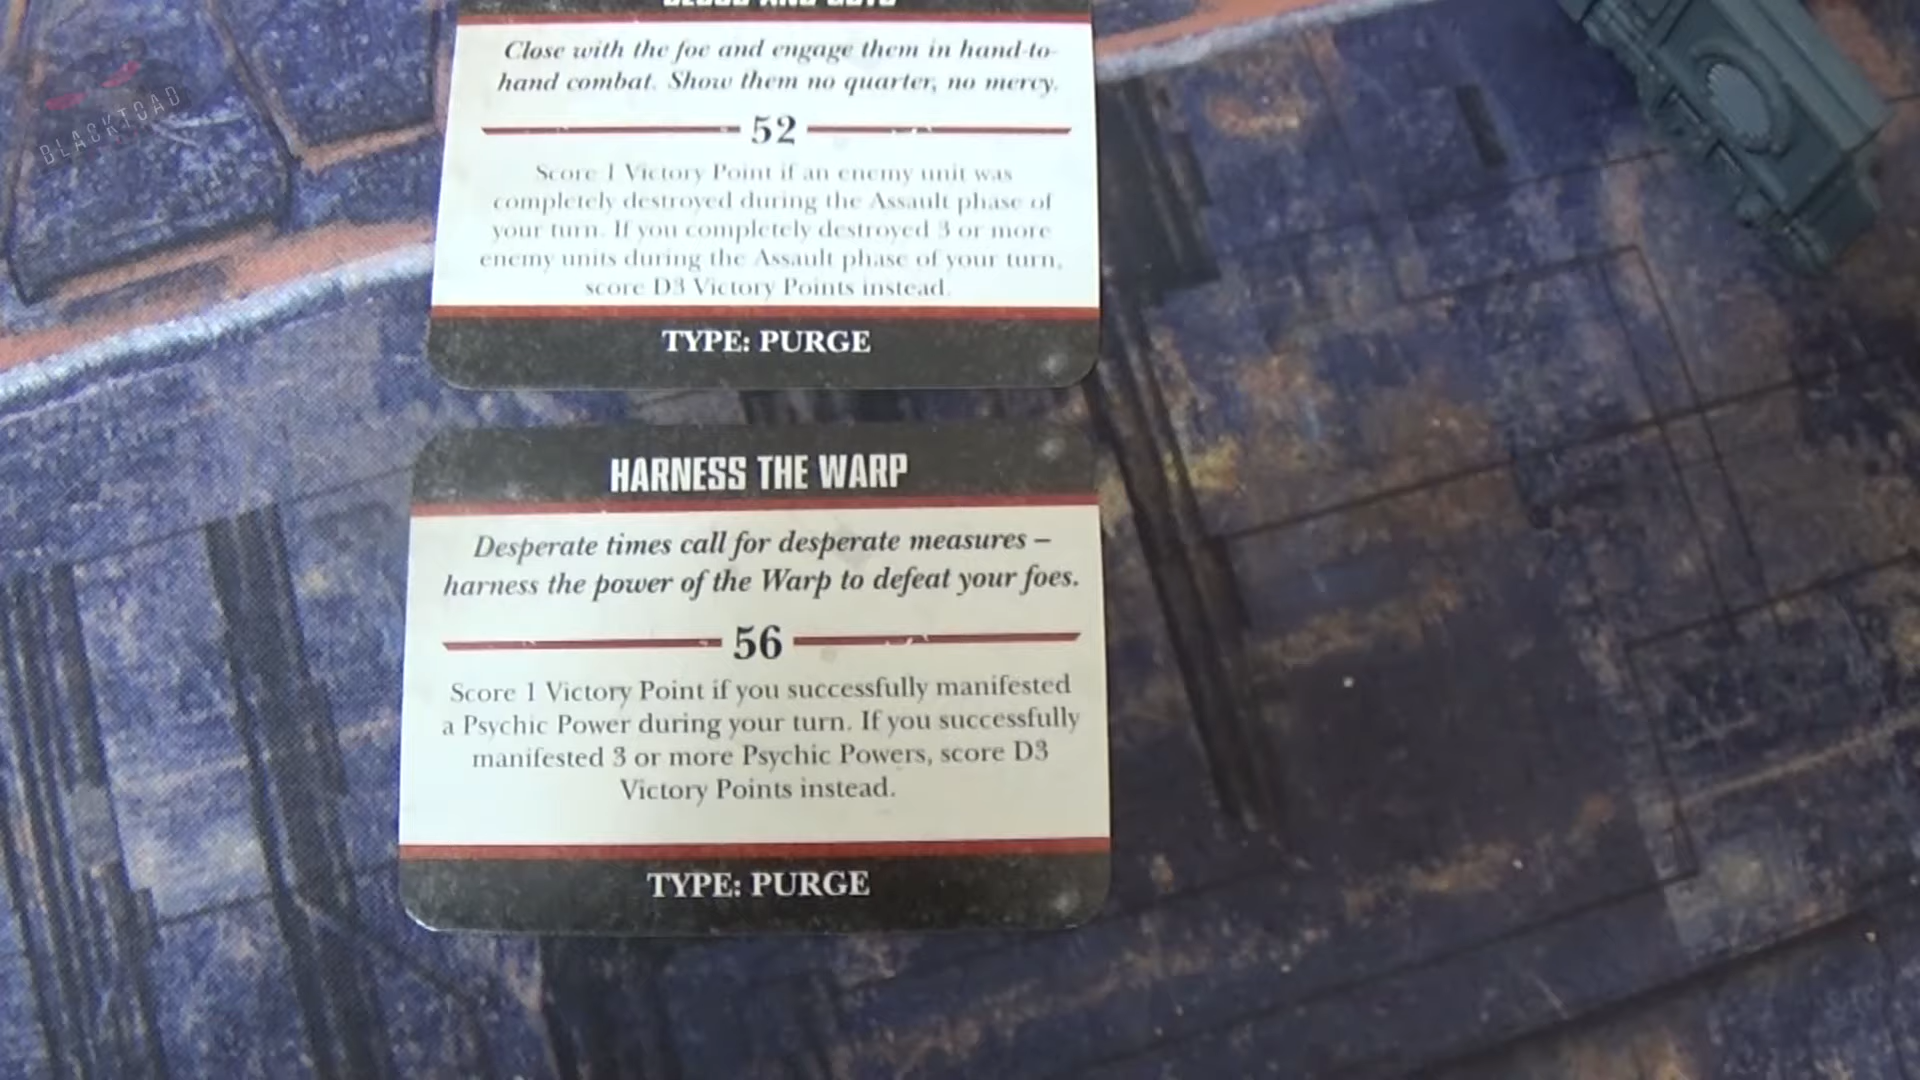 BLASKTOAD
BLOOD AND GUTS
Close with the foe and engage them in hand-to-
hand combat. Show them no quarter, no mercy.
52
Score 1 Victory Point if an enemy unit was
completely destroyed during the Assault phase of
your turn. If you completely destroyed 3 or more
enemy units during the Assault phase of your turn,
score D3 Victory Points instead.
TYPE: PURGE
HARNESS THE WARP
Desperate times call for desperate measures –
harness the power of the Warp to defeat your foes.
56
Score 1 Victory Point if you successfully manifested
a Psychic Power during your turn. If you successfully
manifested 3 or more Psychic Powers, score D3
Victory Points instead.
TYPE: PURGE